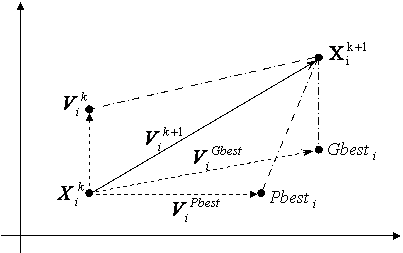 X_i^{k+1}
V_i^k
V_i^{k+1}
V_i^{Gbest}
Gbest_i
X_i^k
V_i^{Pbest}
Pbest_i